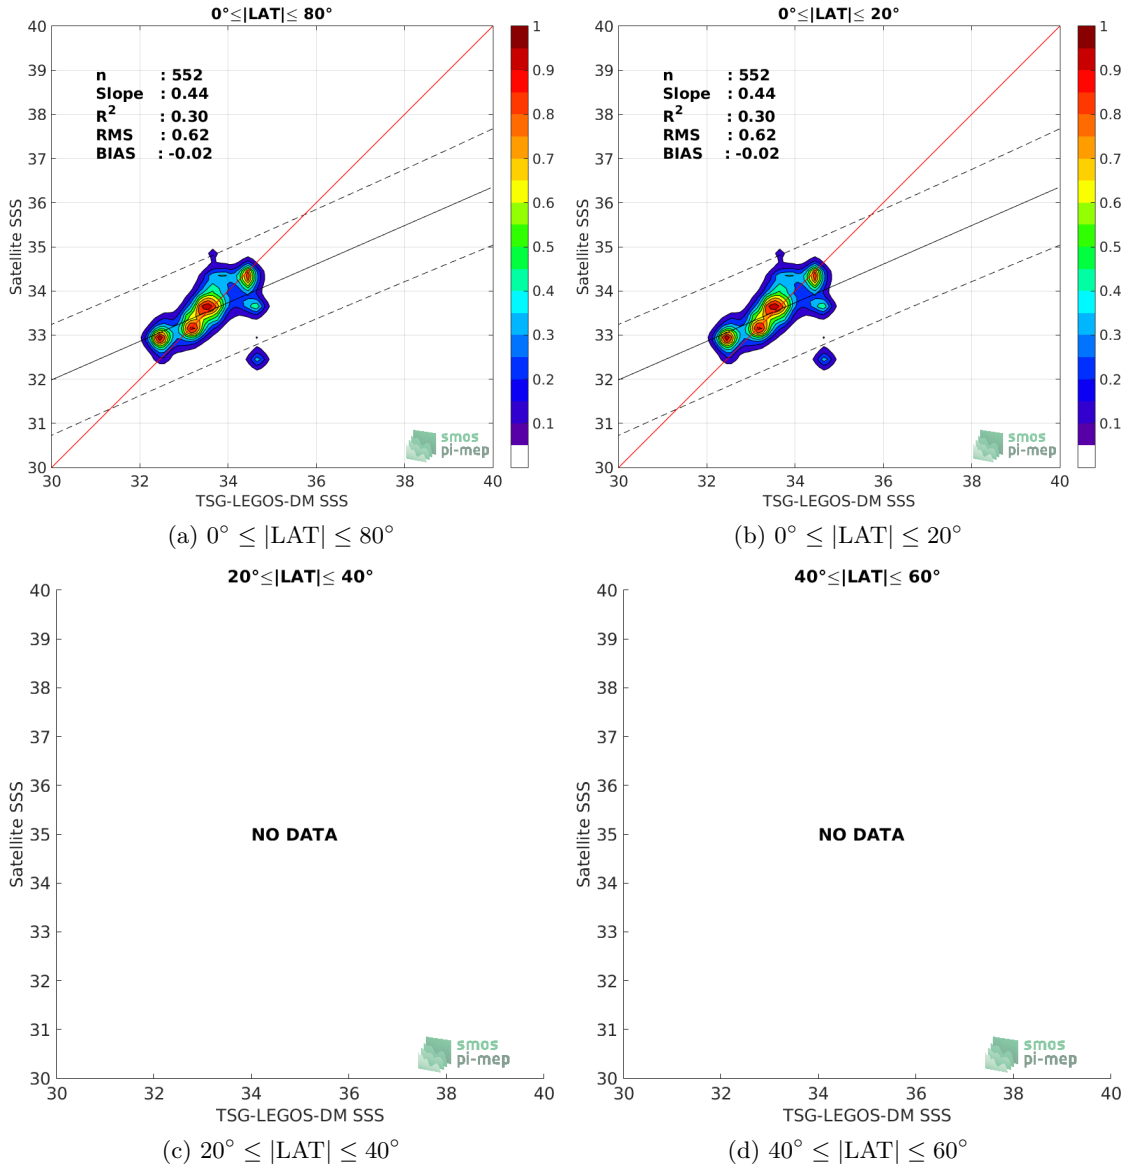 0°≤|LAT|≤ 80°
40
39
38
37
36
35
34
33
32
31
30
Satellite SSS
n : 552
Slope : 0.44
R² : 0.30
RMS : 0.62
BIAS : -0.02
smos
pi-mep
30 32 34 36 38 40
TSG-LEGOS-DM SSS
1
0.9
0.8
0.7
0.6
0.5
0.4
0.3
0.2
0.1
(a) 0° ≤ |LAT| ≤ 80°
0°≤|LAT|≤ 20°
40
39
38
37
36
35
34
33
32
31
30
Satellite SSS
n : 552
Slope : 0.44
R² : 0.30
RMS : 0.62
BIAS : -0.02
smos
pi-mep
30 32 34 36 38 40
TSG-LEGOS-DM SSS
1
0.9
0.8
0.7
0.6
0.5
0.4
0.3
0.2
0.1
(b) 0° ≤ |LAT| ≤ 20°
20°≤|LAT|≤ 40°
40
39
38
37
36
35
34
33
32
31
30
Satellite SSS
NO DATA
smos
pi-mep
30 32 34 36 38 40
TSG-LEGOS-DM SSS
(c) 20° ≤ |LAT| ≤ 40°
40°≤|LAT|≤ 60°
40
39
38
37
36
35
34
33
32
31
30
Satellite SSS
NO DATA
smos
pi-mep
30 32 34 36 38 40
TSG-LEGOS-DM SSS
(d) 40° ≤ |LAT| ≤ 60°